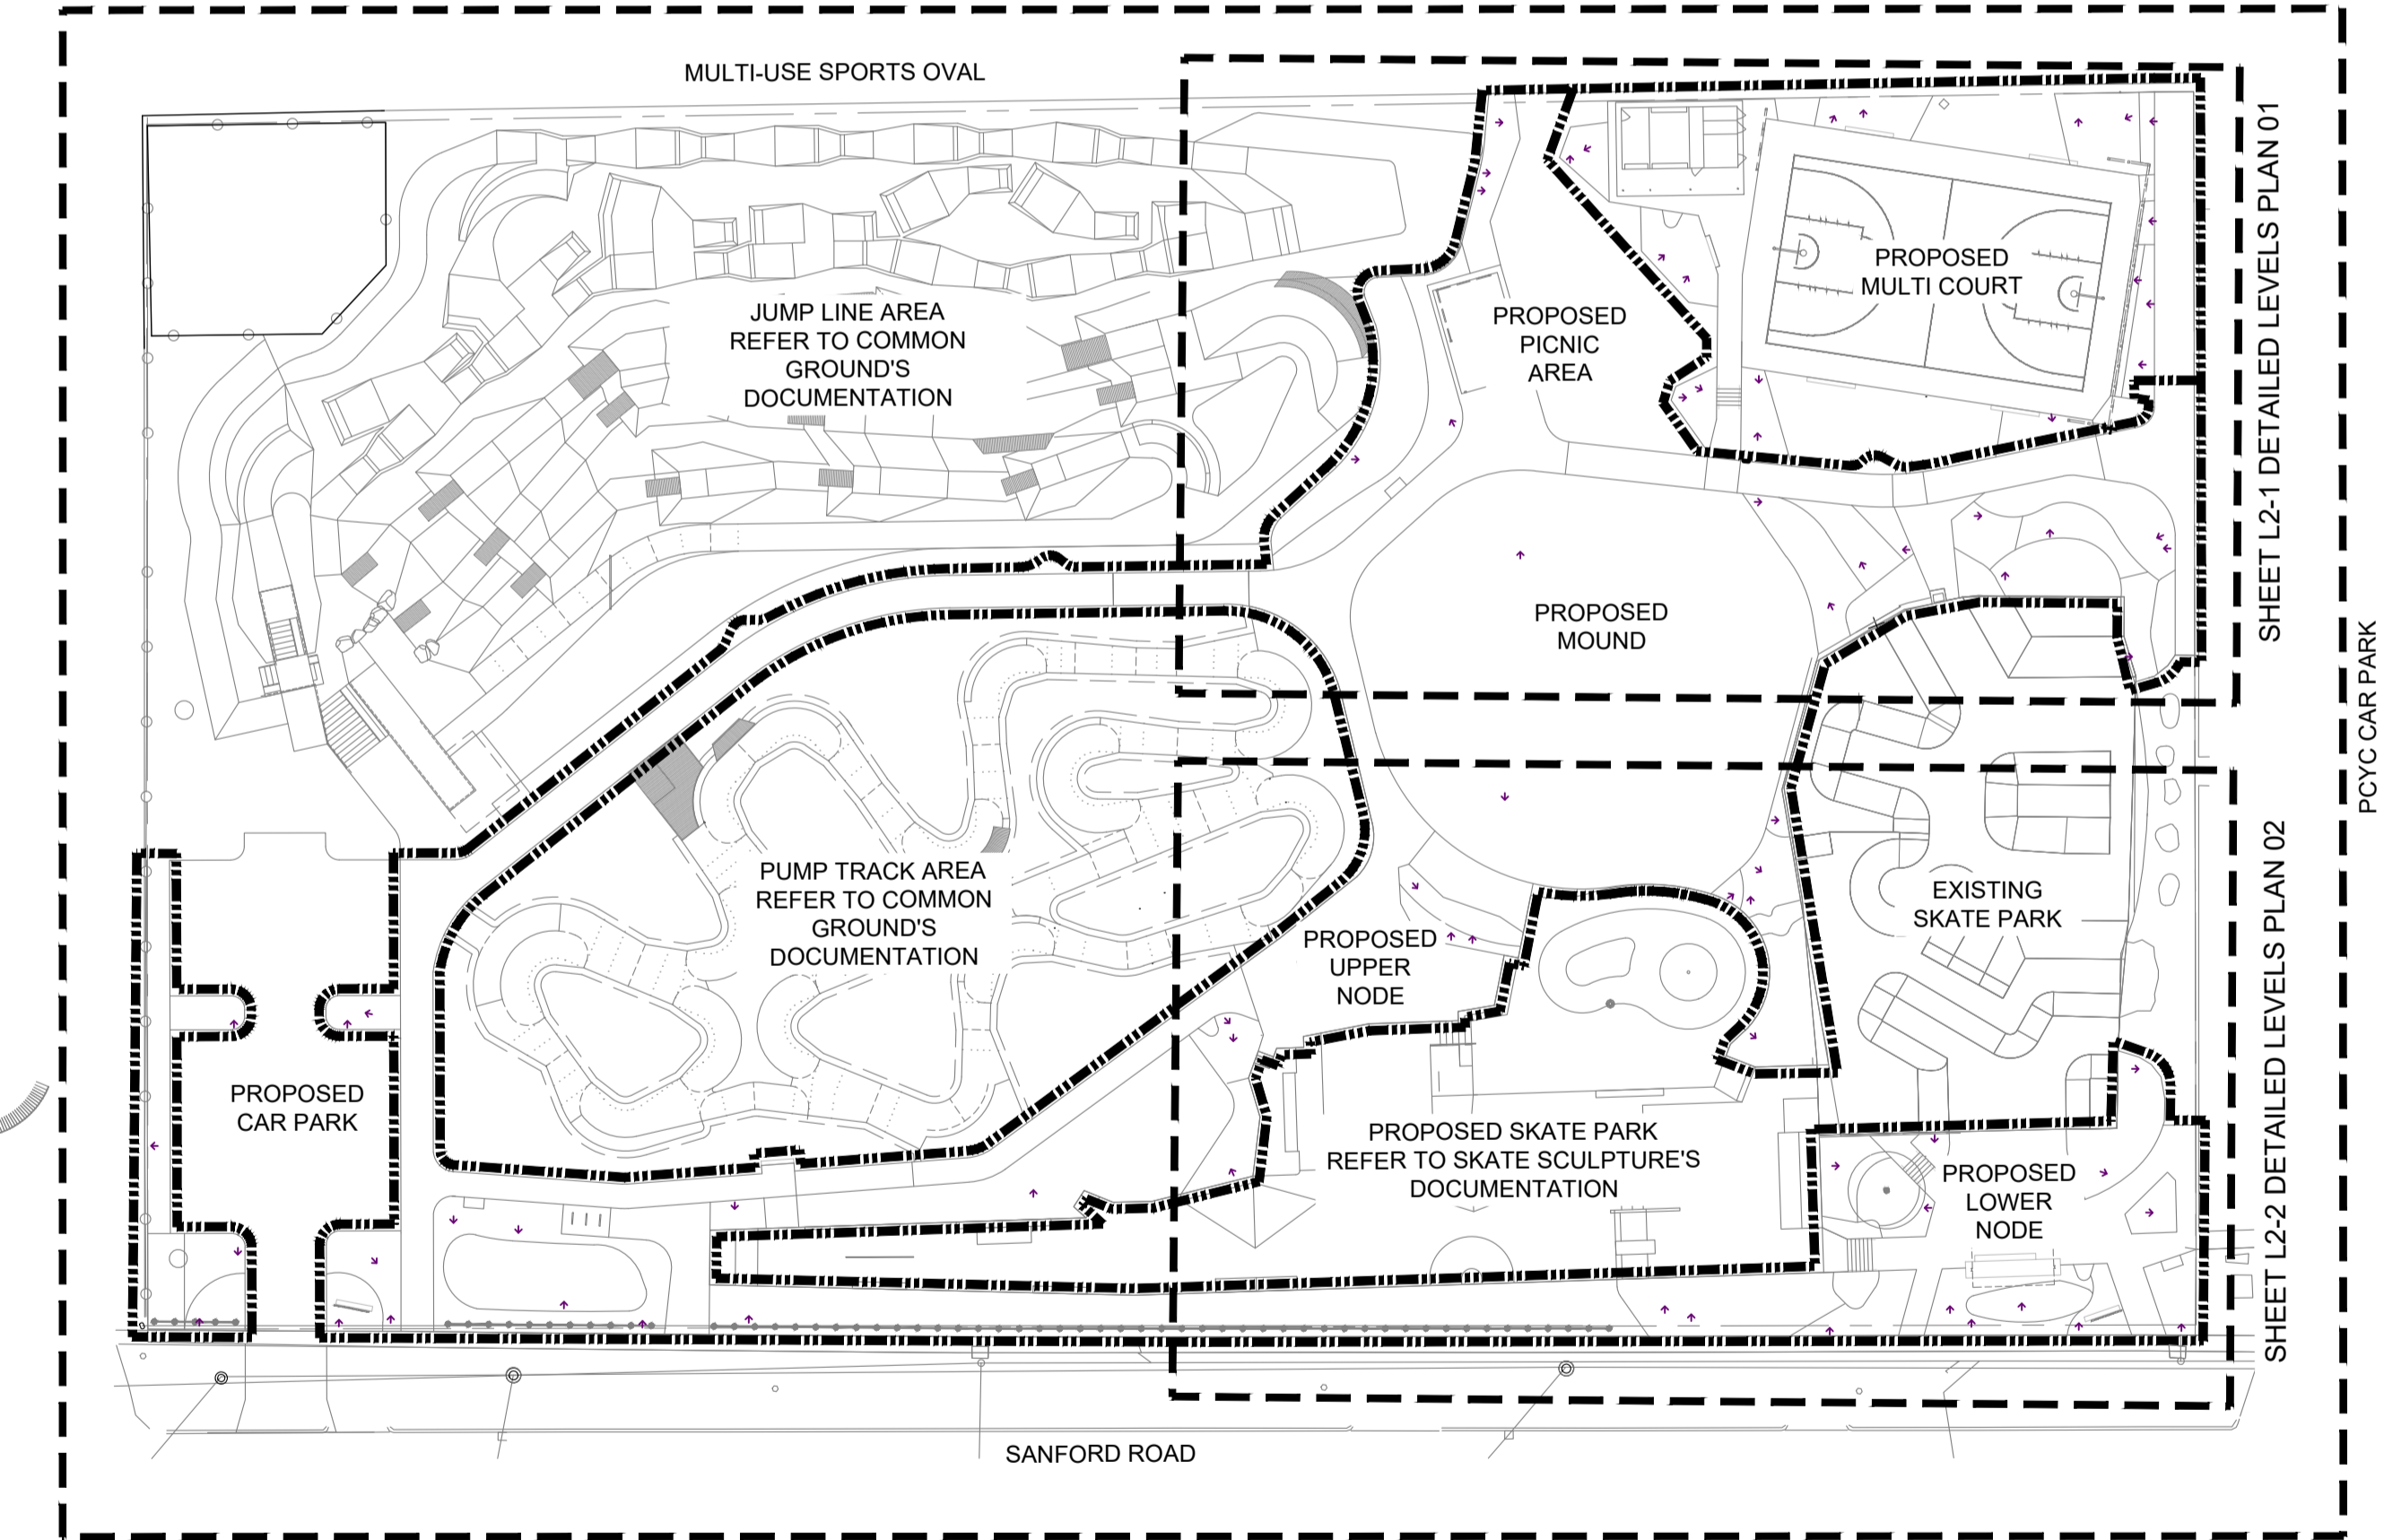 MULTI-USE SPORTS OVAL
JUMP LINE AREA
REFER TO COMMON
GROUND'S
DOCUMENTATION
PROPOSED
PICNIC
AREA
PROPOSED
MULTI COURT
SHEET L2-1 DETAILED LEVELS PLAN 01
PROPOSED
MOUND
PCYC CAR PARK
PUMP TRACK AREA
REFER TO COMMON
GROUND'S
DOCUMENTATION
PROPOSED
UPPER
NODE
EXISTING
SKATE PARK
SHEET L2-2 DETAILED LEVELS PLAN 02
PROPOSED
CAR PARK
PROPOSED SKATE PARK
REFER TO SKATE SCULPTURE'S
DOCUMENTATION
PROPOSED
LOWER
NODE
SANFORD ROAD